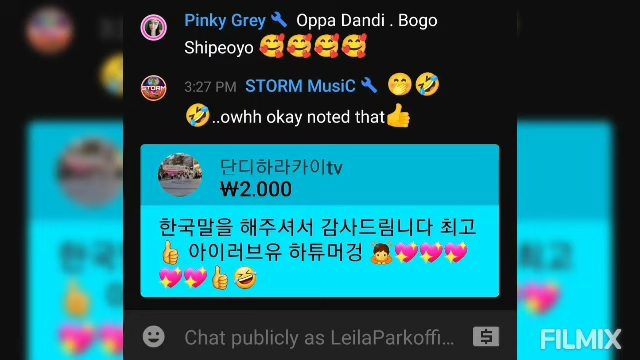 Pinky Grey Oppa Dandi . Bogo
Shipeoyo 🥰🥰🥰🥰
3:27 PM STORM MusiC 🤭🤣
🤣..owhh okay noted that👍
STORM
단디하라카이tv
₩2.000
한국말을 해주셔서 감사드림니다 최고
👍 아이러브유 하튜머겅 🙇💖💖💖
💖💖👍🤣
Chat publicly as LeilaParkoffi...
FILMIX